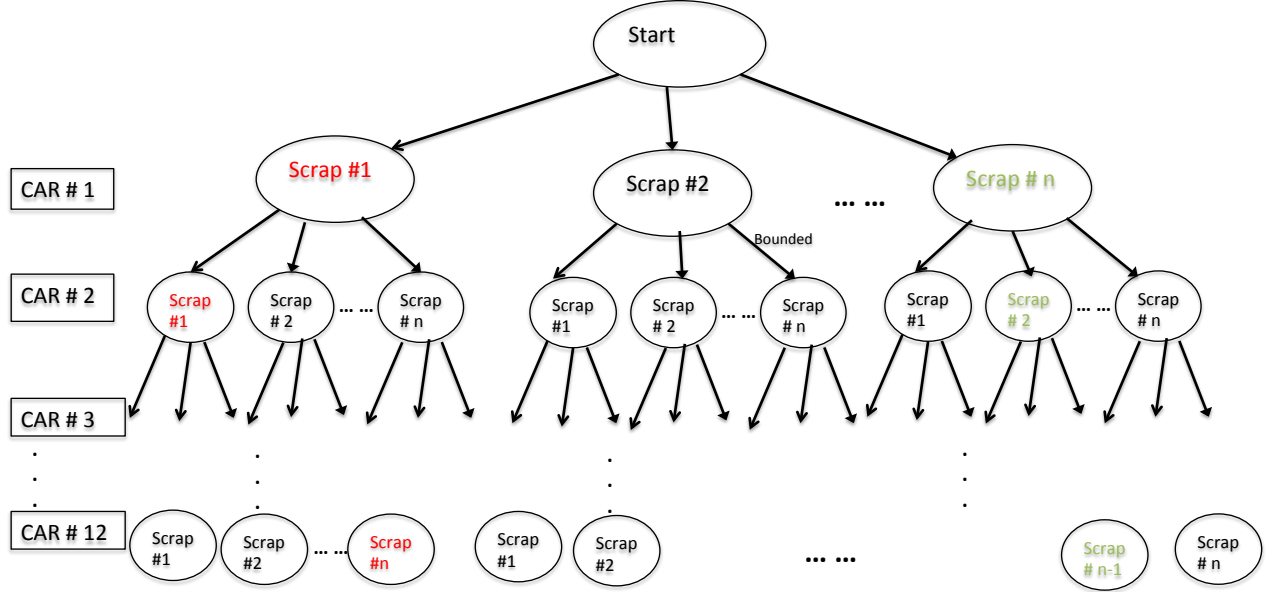 Start
CAR # 1
Scrap #1
Scrap #2
... ...
Scrap # n
Bounded
CAR # 2
Scrap
#1
Scrap
# 2
... ...
Scrap
# n
Scrap
#1
Scrap
# 2
... ...
Scrap
# n
Scrap
#1
Scrap
# 2
... ...
Scrap
# n
CAR # 3
.
.
.
.
.
.
.
.
.
.
.
.
CAR # 12
Scrap
#1
Scrap
#2
... ...
Scrap
#n
Scrap
#1
Scrap
#2
... ...
Scrap
# n-1
Scrap
# n